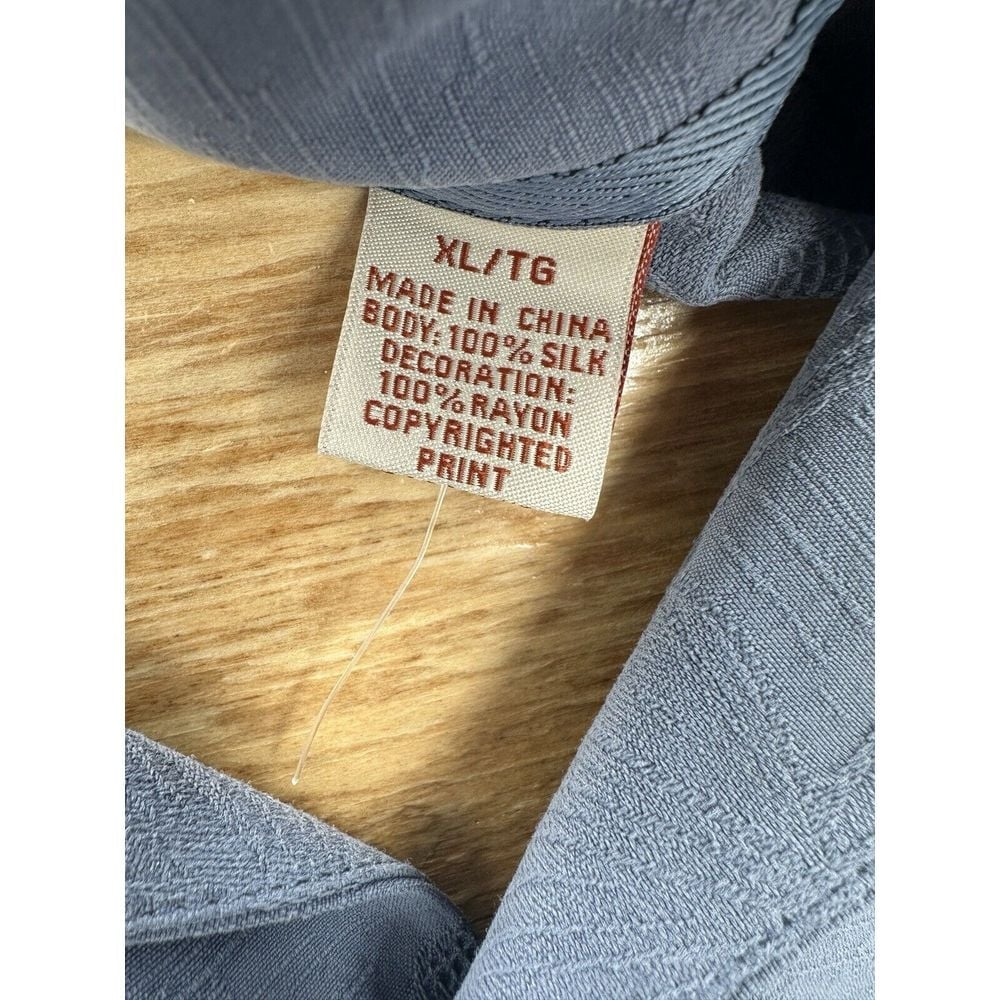 XL/TG
MADE IN CHINA
BODY: 100% SILK
DECORATION:
100% RAYON
COPYRIGHTED
PRINT